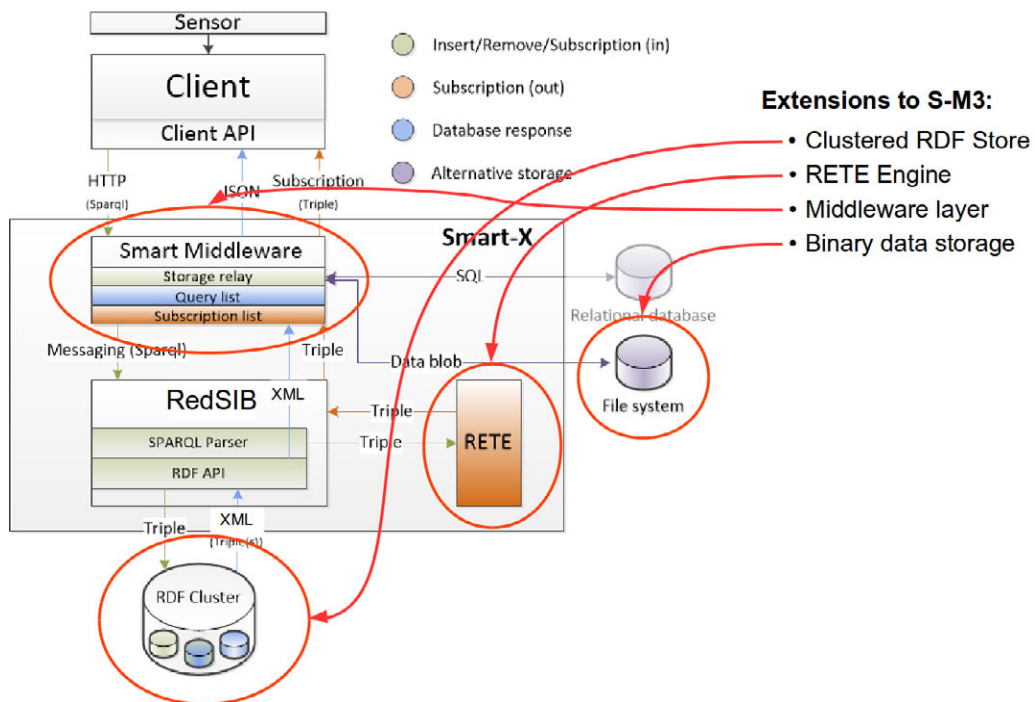 Sensor
Client
Client API
Insert/Remove/Subscription (in)
Subscription (out)
Database response
Alternative storage
Extensions to S-M3:
• Clustered RDF Store
• RETE Engine
• Middleware layer
• Binary data storage
HTTP
(Sparql)
JSON
Subscription
(Triple)
Smart-X
Smart Middleware
Storage relay
Query list
Subscription list
SQL
Relational database
Messaging (Sparql)
Triple
Data blob
File system
RedSIB
XML
SPARQL Parser
RDF API
Triple
Triple
RETE
Triple
XML
(Triple(s))
RDF Cluster